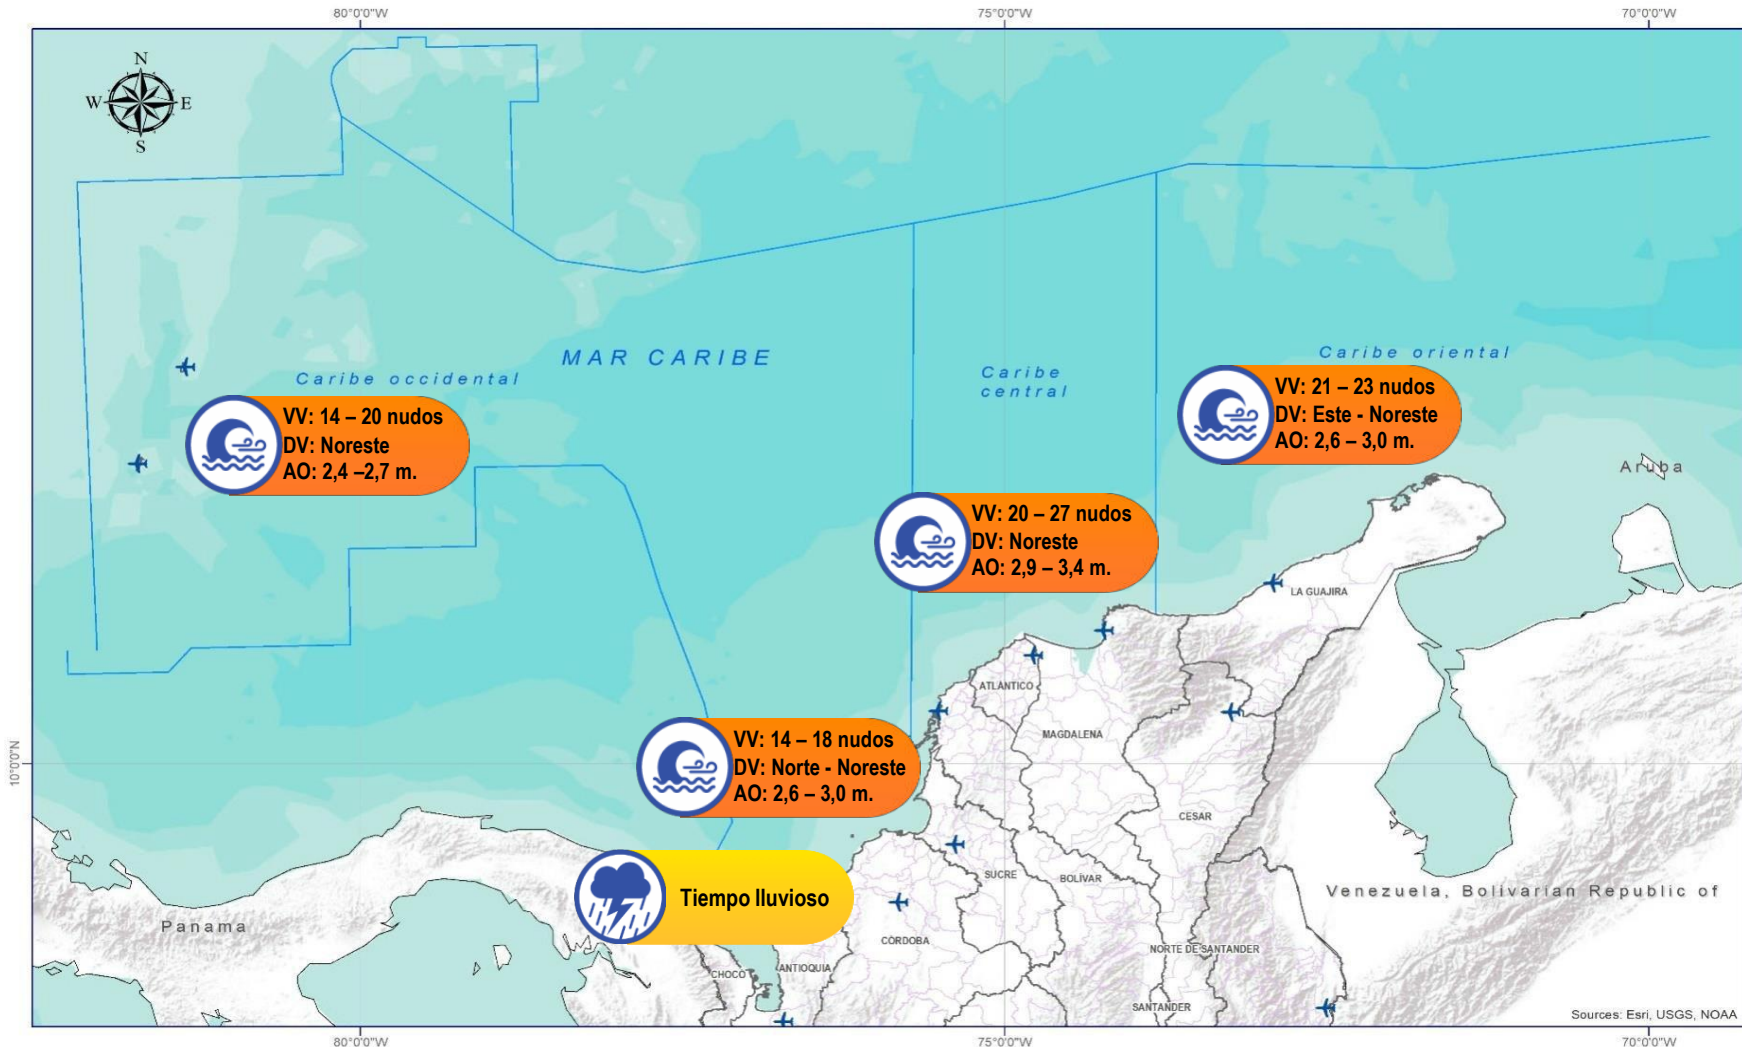 80°0'0"W
75°0'0"W
70°0'0"W
N
W
E
S
MAR CARIBE
Caribe occidental
Caribe
central
Caribe oriental
VV: 21 – 23 nudos
DV: Este - Noreste
AO: 2,6 – 3,0 m.
VV: 14 – 20 nudos
DV: Noreste
AO: 2,4 –2,7 m.
Aruba
VV: 20 – 27 nudos
DV: Noreste
AO: 2,9 – 3,4 m.
LA GUAJIRA
ATLÁNTICO
MAGDALENA
VV: 14 – 18 nudos
DV: Norte - Noreste
AO: 2,6 – 3,0 m.
10°0'0"N
CESAR
SUCRE
BOLÍVAR
Venezuela, Bolivarian Republic of
Tiempo lluvioso
Panama
CÓRDOBA
NORTE DE SANTANDER
CHOCÓ
ANTIOQUIA
SANTANDER
Sources: Esri, USGS, NOAA
80°0'0"W
75°0'0"W
70°0'0"W